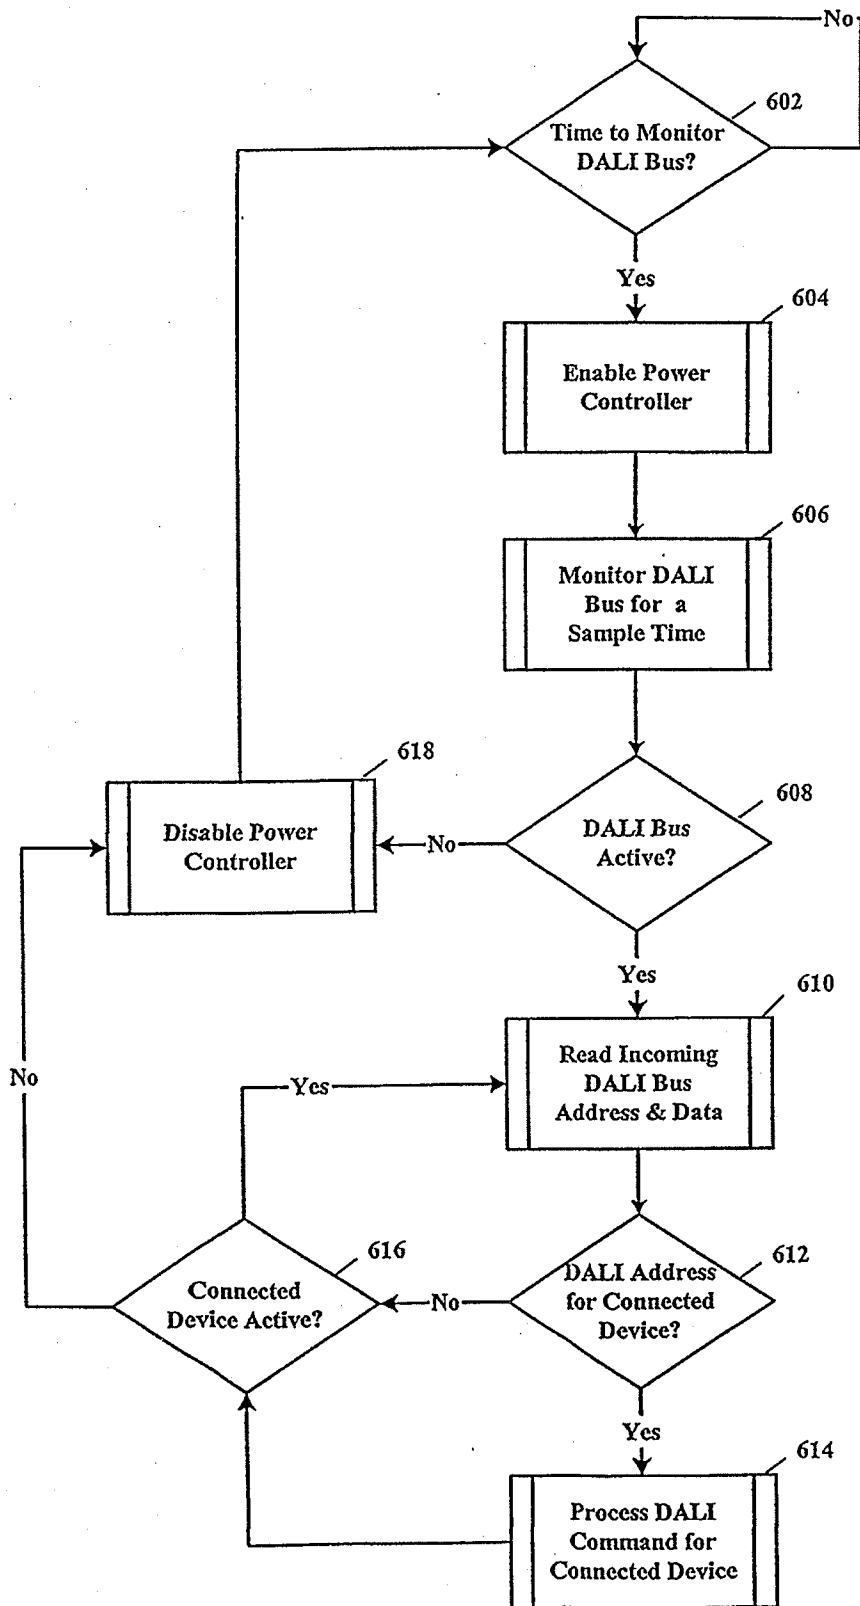 No
602
Time to Monitor
DALI Bus?
Yes
604
Enable Power
Controller
606
Monitor DALI
Bus for a
Sample Time
618
Disable Power
Controller
No
608
DALI Bus
Active?
Yes
610
Read Incoming
DALI Bus
Address & Data
Yes
No
616
Connected
Device Active?
No
612
DALI Address
for Connected
Device?
Yes
614
Process DALI
Command for
Connected Device